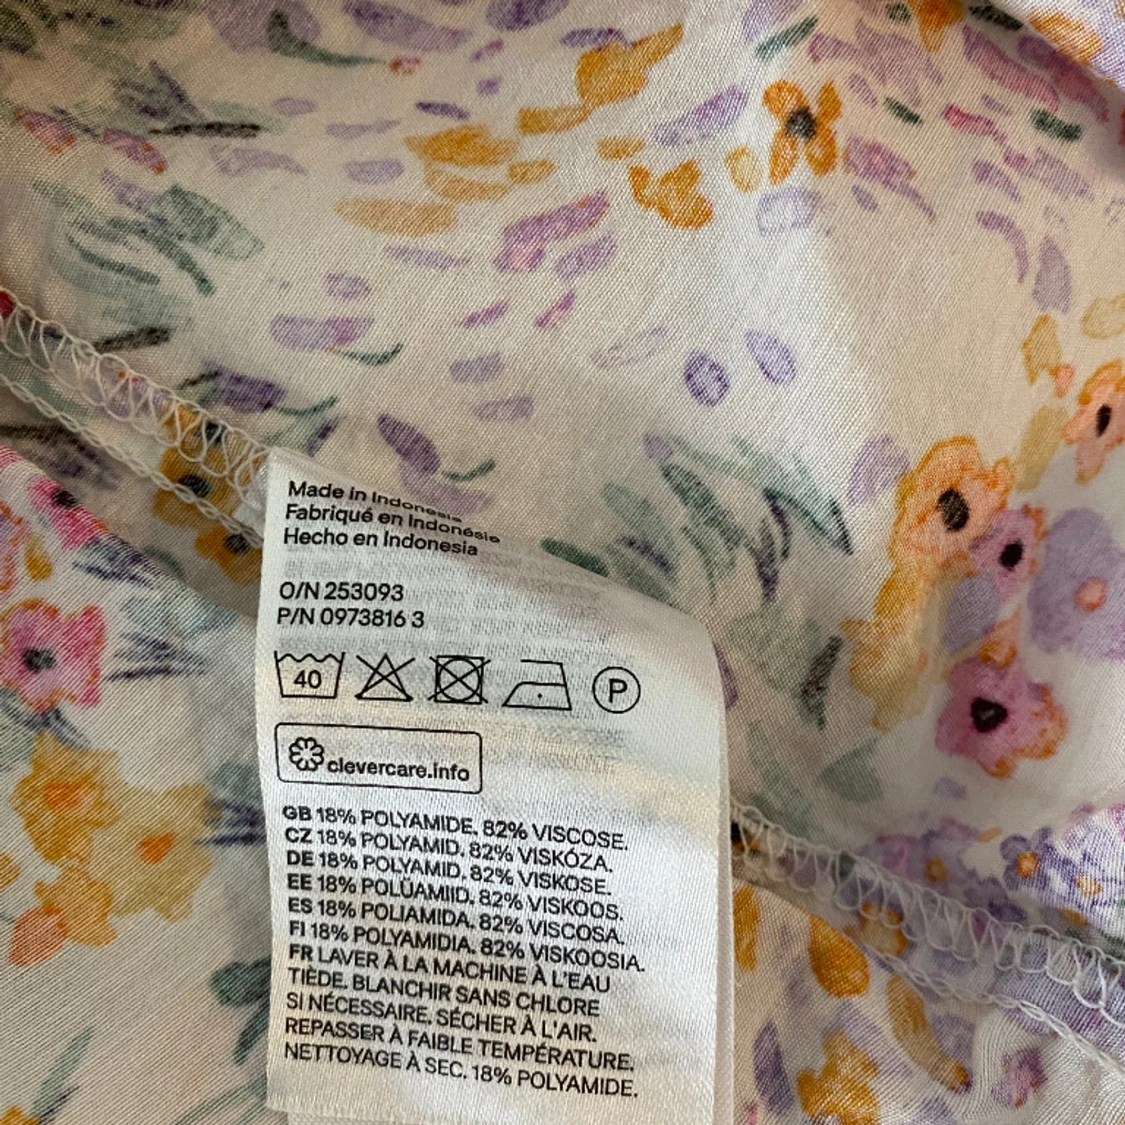 Made in Indonesia
Fabriqué en Indonésie
Hecho en Indonesia
O/N 253093
P/N 0973816 3
40 P
clevercare.info
GB 18% POLYAMIDE, 82% VISCOSE.
CZ 18% POLYAMID, 82% VISKÓZA.
DE 18% POLYAMID, 82% VISKOSE.
EE 18% POLÜAMIID, 82% VISKOOS.
ES 18% POLIAMIDA, 82% VISCOSA.
FI 18% POLYAMIDIA, 82% VISKOOSIA.
FR LAVER À LA MACHINE À L'EAU
TIÈDE. BLANCHIR SANS CHLORE
SI NÉCESSAIRE. SÉCHER À L'AIR.
REPASSER À FAIBLE TEMPÉRATURE.
NETTOYAGE À SEC. 18% POLYAMIDE.